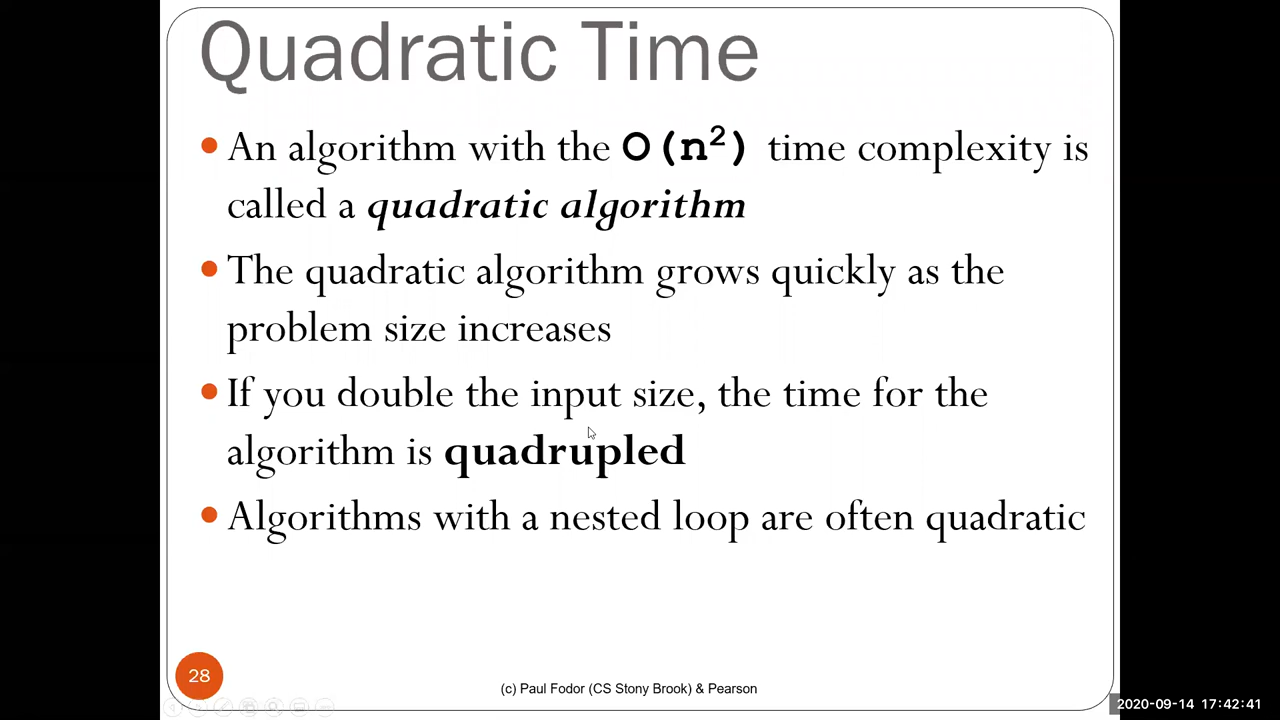 Quadratic Time
• An algorithm with the O(n²) time complexity is
called a quadratic algorithm
• The quadratic algorithm grows quickly as the
problem size increases
• If you double the input size, the time for the
algorithm is quadrupled
• Algorithms with a nested loop are often quadratic
28
(c) Paul Fodor (CS Stony Brook) & Pearson
2020-09-14 17:42:41